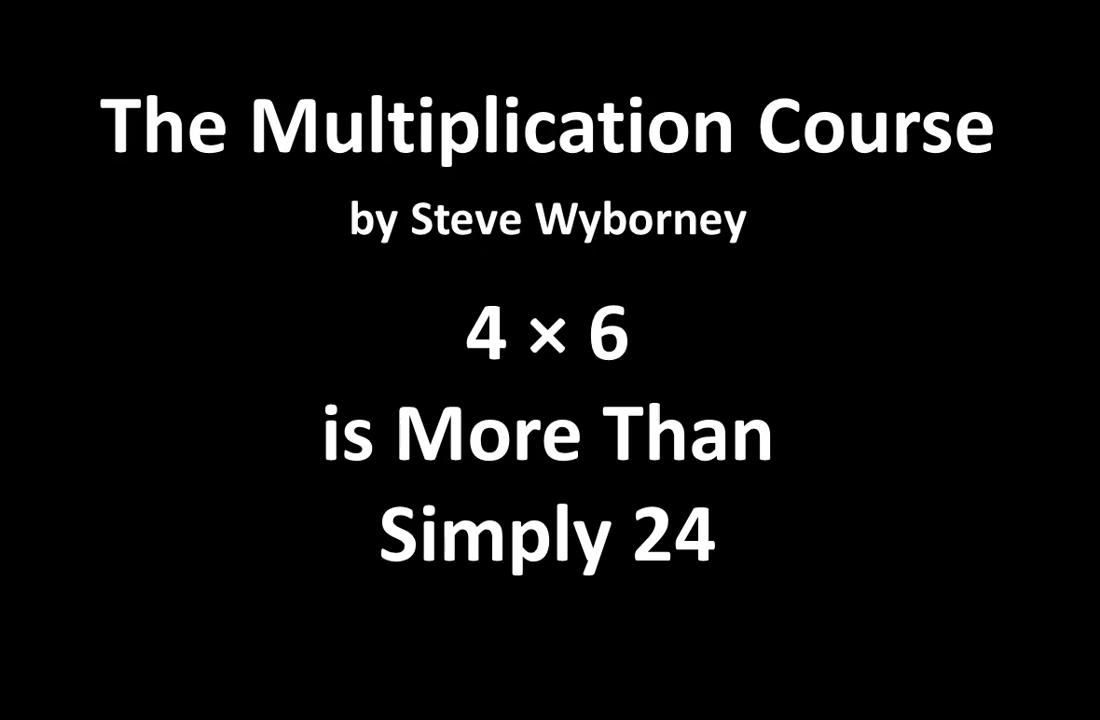 The Multiplication Course
by Steve Wyborney
4 × 6
is More Than
Simply 24